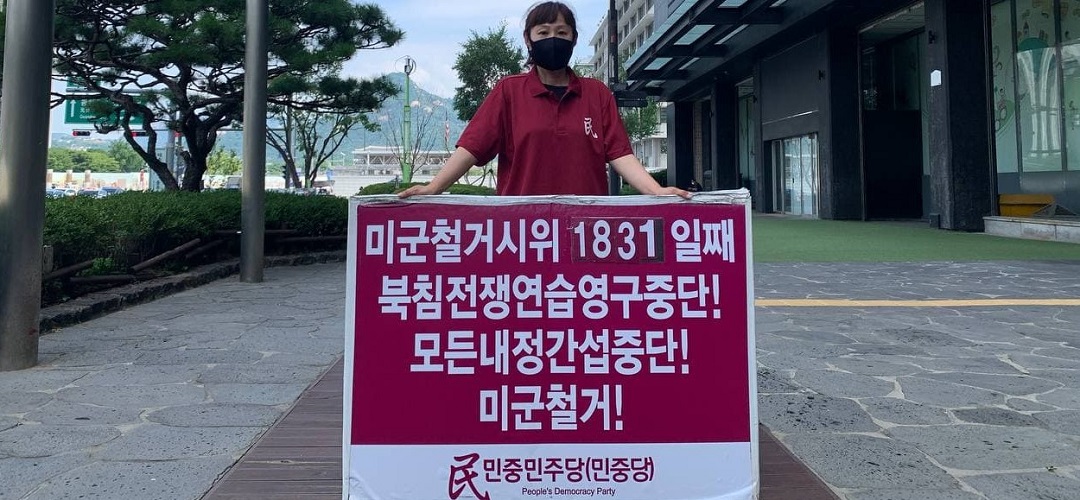 民
미군철거시위 1831 일째
북침전쟁연습영구중단!
모든내정간섭중단!
미군철거!
民 민중민주당(민중당)
People's Democracy Party